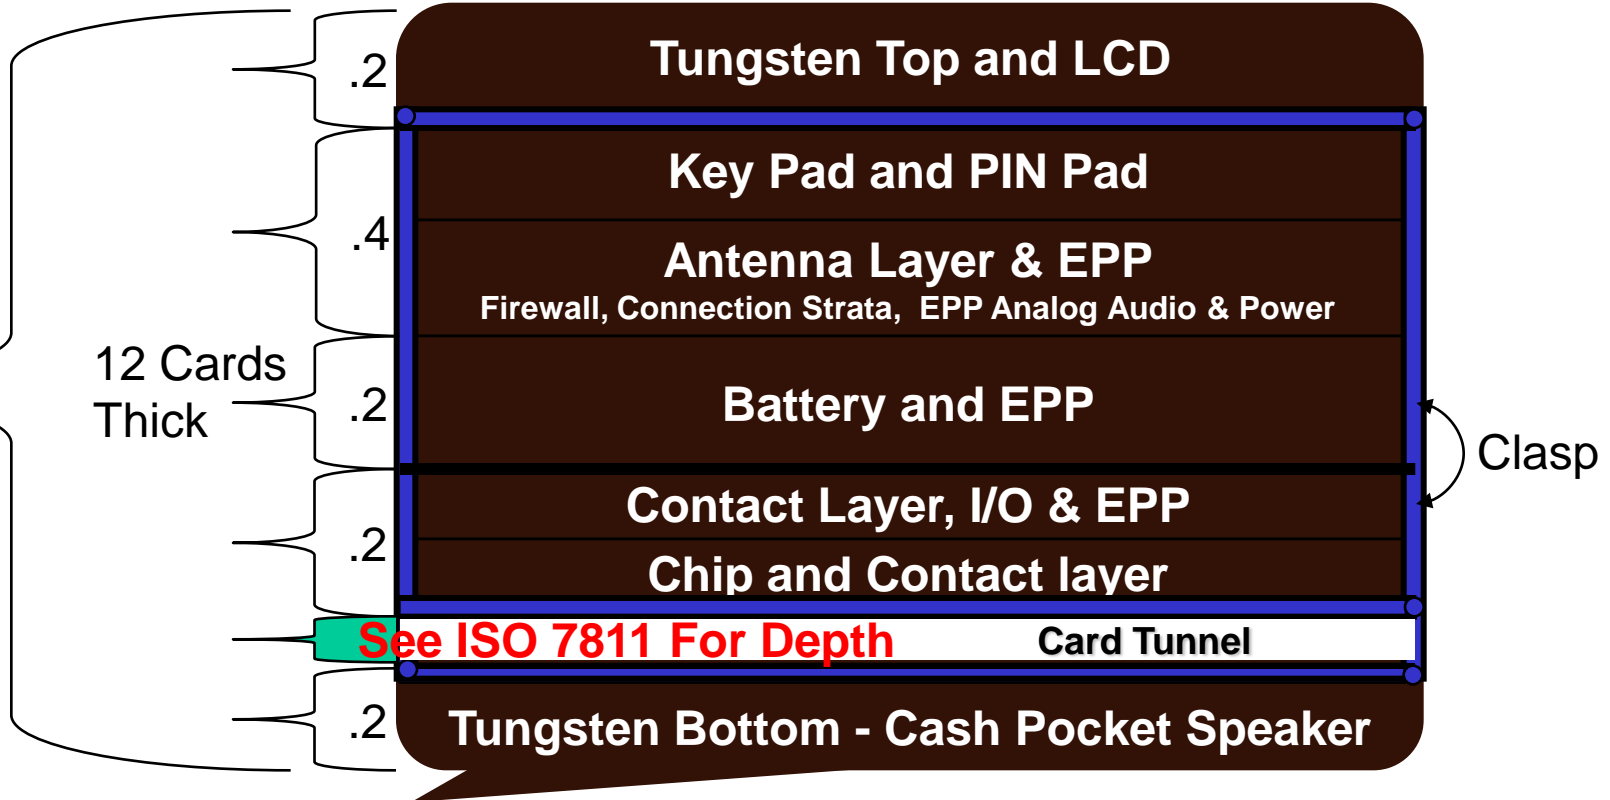 .2
Tungsten Top and LCD
Key Pad and PIN Pad
.4
Antenna Layer & EPP
Firewall, Connection Strata, EPP Analog Audio & Power
12 Cards
Thick
.2
Battery and EPP
Clasp
Contact Layer, I/O & EPP
.2
Chip and Contact layer
See ISO 7811 For Depth
Card Tunnel
.2
Tungsten Bottom - Cash Pocket Speaker